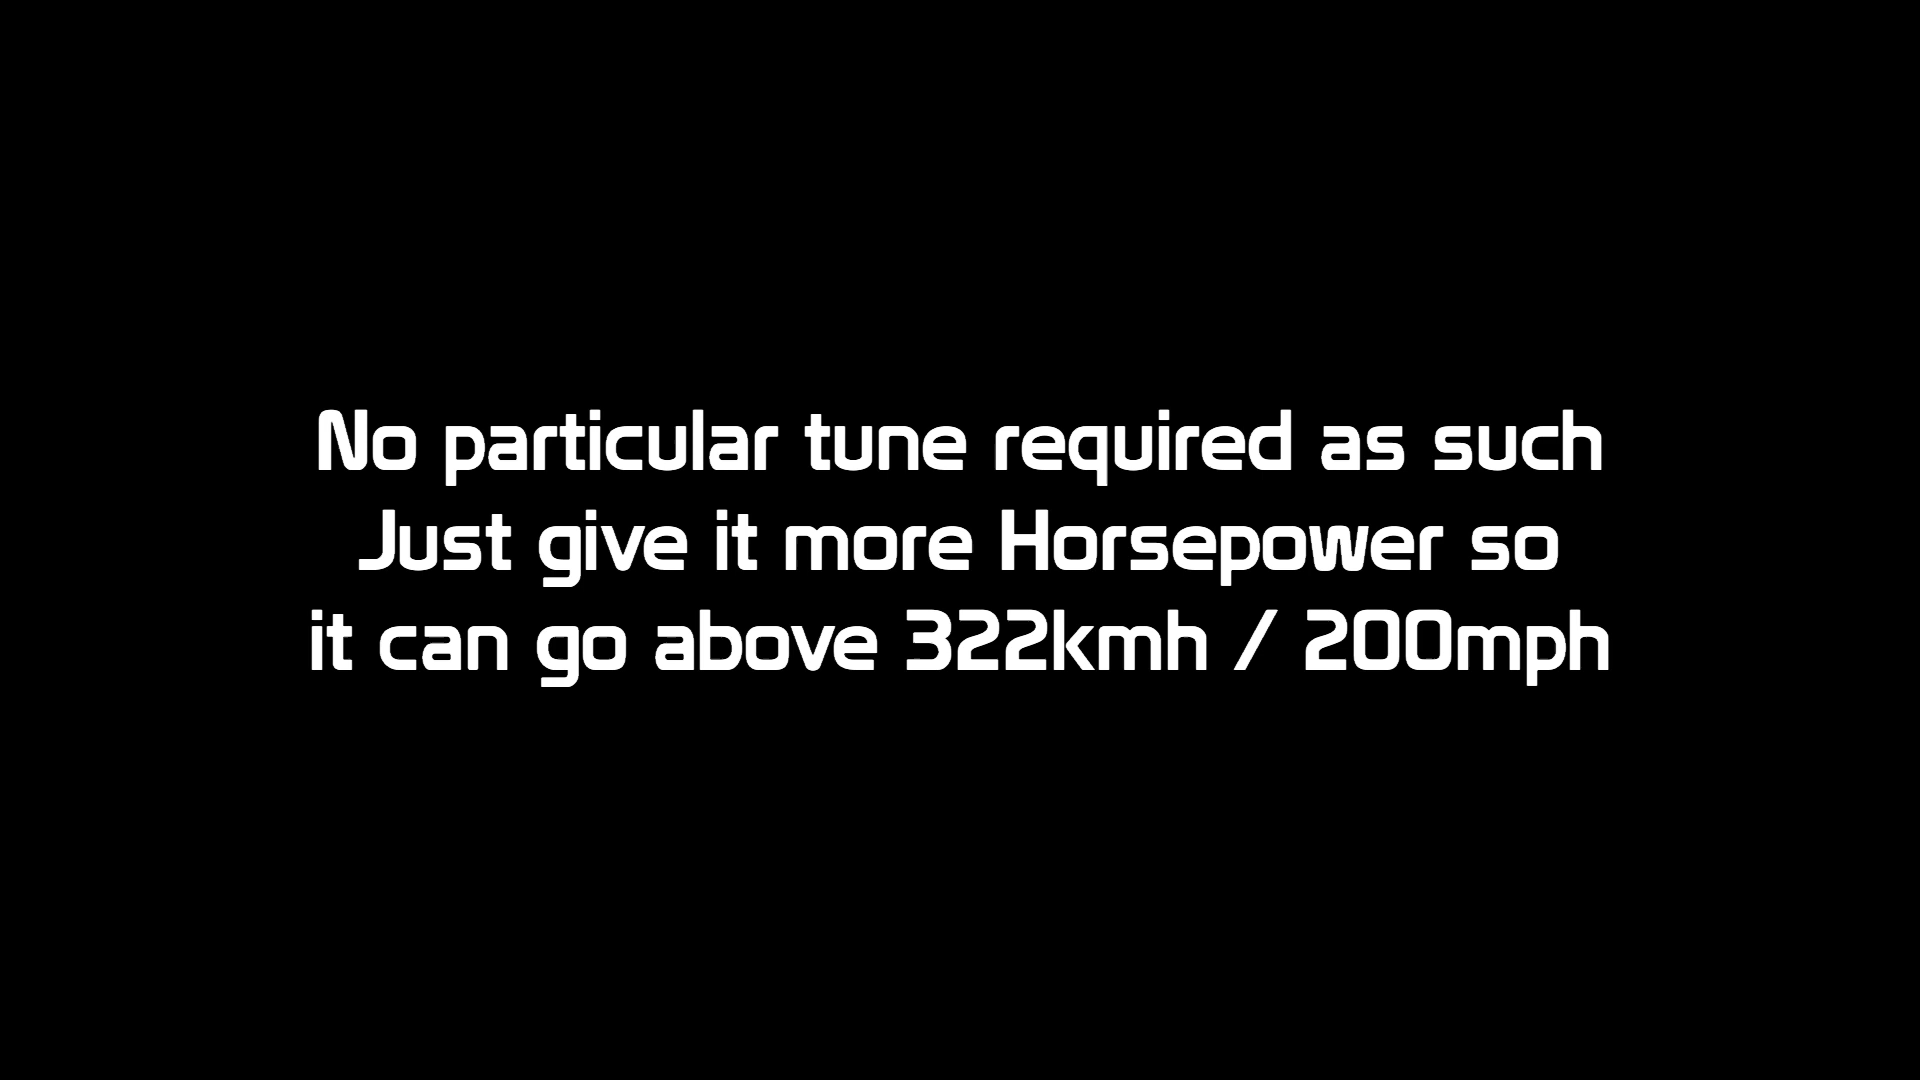 No particular tune required as such
Just give it more Horsepower so
it can go above 322kmh / 200mph